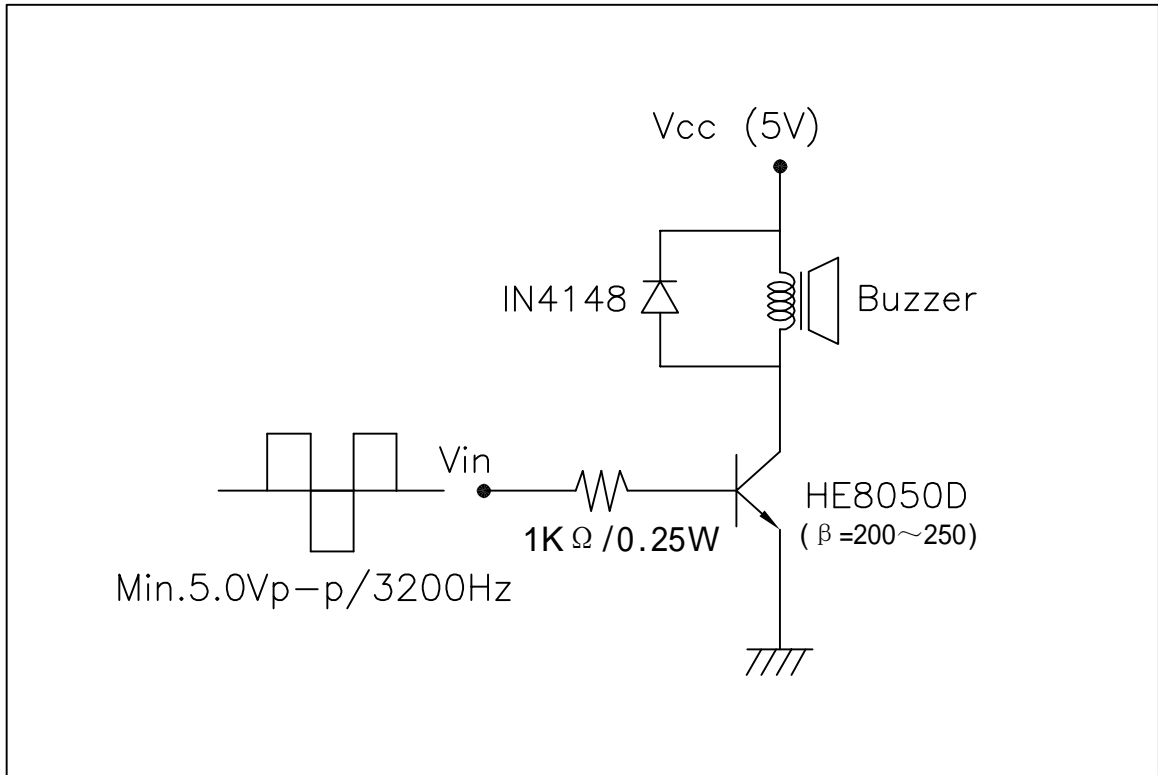 Vcc (5V)
IN4148
Buzzer
Vin
HE8050D
1KΩ/0.25W
(β=200～250)
Min.5.0Vp-p/3200Hz